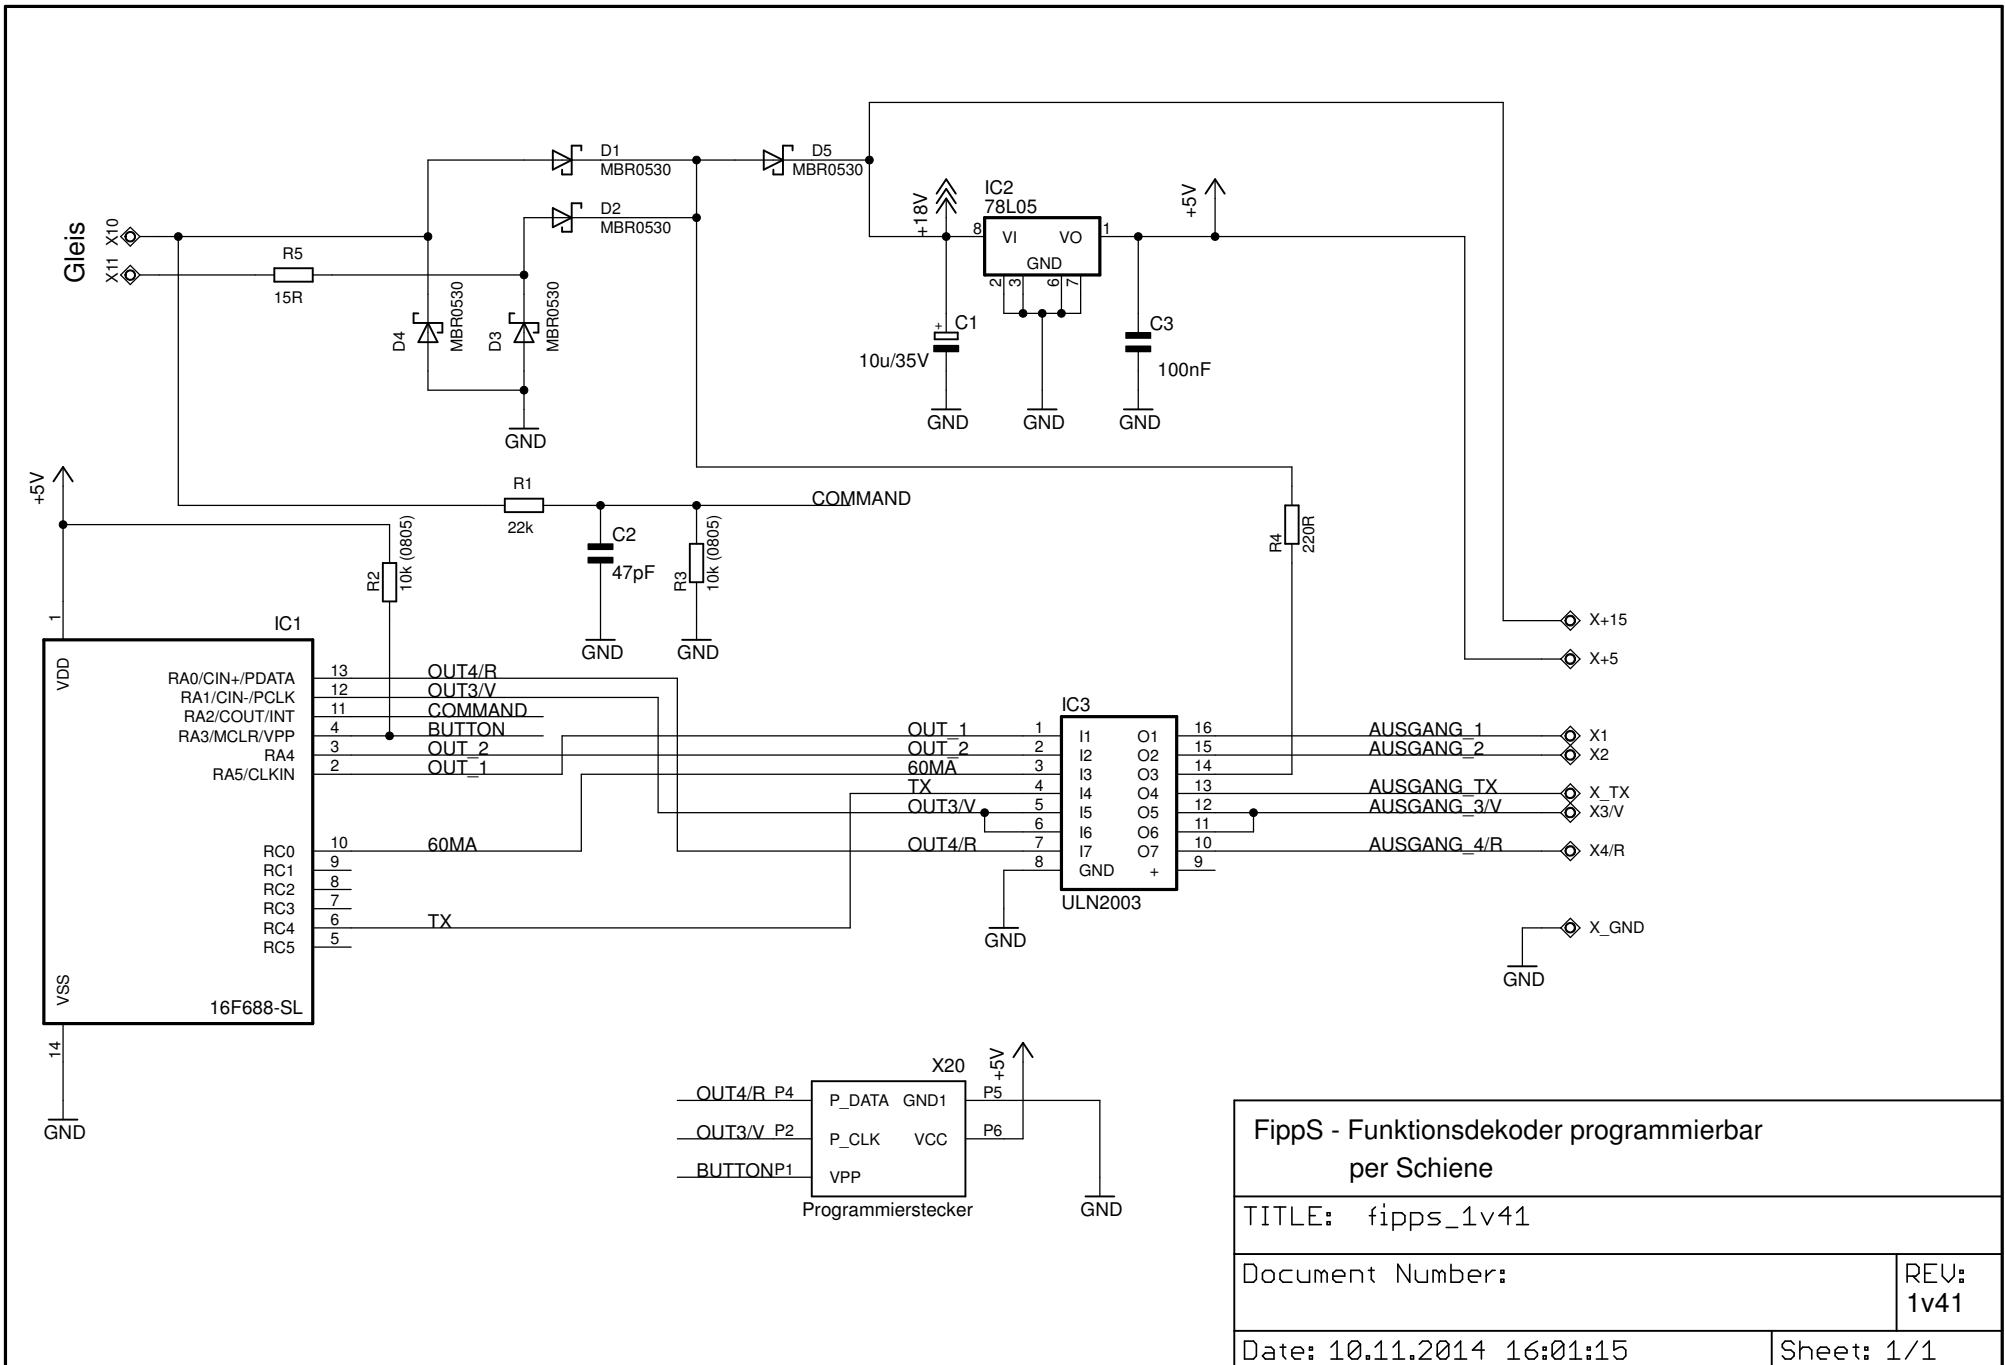 Gleis
X10
X11
R5
15R
D1
MBR0530
D2
MBR0530
D5
MBR0530
D4
MBR0530
D3
MBR0530
GND
+18V
IC2
78L05
8
VI
VO
1
GND
2
3
6
7
+5V
+
C1
10u/35V
GND
GND
C3
100nF
GND
+5V
R1
22k
COMMAND
C2
47pF
GND
R3
10k (0805)
GND
R2
10k (0805)
R4
220R
1
IC1
VDD
RA0/CIN+/PDATA 13 OUT4/R
RA1/CIN-/PCLK 12 OUT3/V
RA2/COUT/INT 11 COMMAND
RA3/MCLR/VPP 4 BUTTON
RA4 3 OUT_2
RA5/CLKIN 2 OUT_1
RC0 10 60MA
RC1 9
RC2 8
RC3 7
RC4 6 TX
RC5 5
VSS
16F688-SL
14
GND
IC3
OUT_1 1 I1 O1 16 AUSGANG_1 X1
OUT_2 2 I2 O2 15 AUSGANG_2 X2
60MA 3 I3 O3 14
TX 4 I4 O4 13 AUSGANG_TX X_TX
OUT3/V 5 I5 O5 12 AUSGANG_3/V X3/V
6 I6 O6 11
OUT4/R 7 I7 O7 10 AUSGANG_4/R X4/R
8 GND + 9
ULN2003
GND
X+15
X+5
X_GND
GND
X20
+5V
OUT4/R P4 P_DATA GND1 P5
OUT3/V P2 P_CLK VCC P6
BUTTON P1 VPP
Programmierstecker
GND
FippS - Funktionsdekoder programmierbar
per Schiene
TITLE: fipps_1v41
Document Number:
REV:
1v41
Date: 10.11.2014 16:01:15
Sheet: 1/1